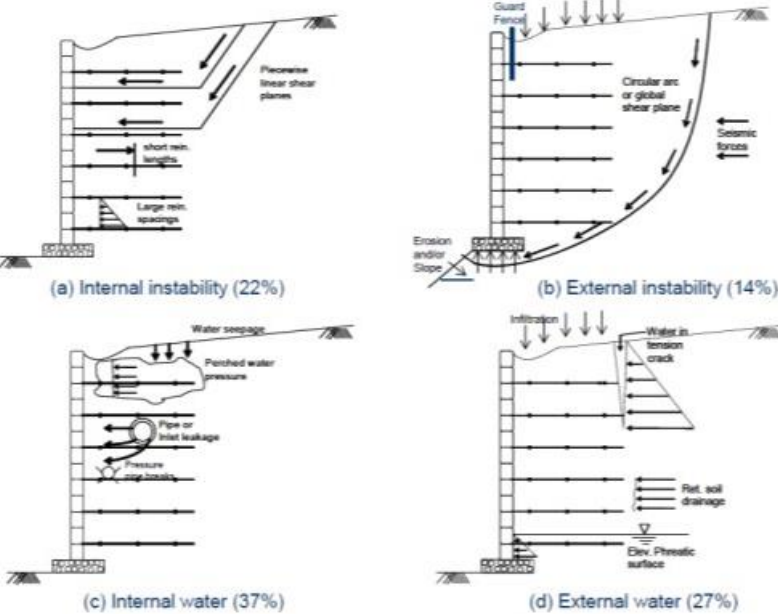 Piecewise
linear shear
planes
short rein.
lengths
Large rein.
spacings
(a) Internal instability (22%)
Guard
Fence
Circular arc
or global
shear plane
Seismic
forces
Erosion
and/or
Slope
(b) External instability (14%)
Water seepage
Perched water
pressure
Pipe or
Inlet leakage
Pressure
pipe breaks
(c) Internal water (37%)
Infiltration
Water in
tension
crack
Ret. soil
drainage
Elev. Phreatic
surface
(d) External water (27%)